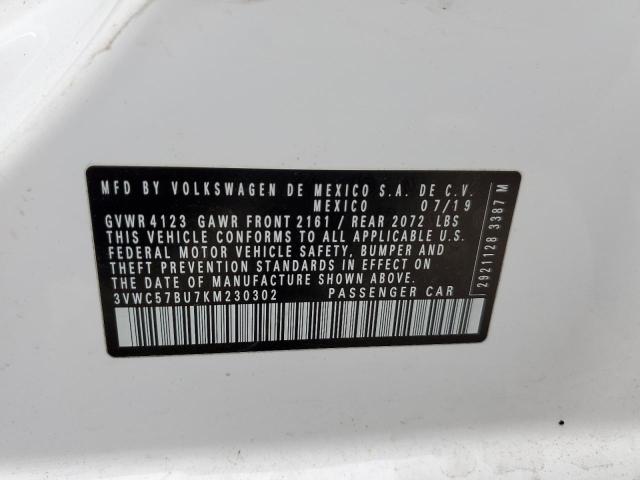 MFD BY VOLKSWAGEN DE MEXICO S.A. DE C.V.
MEXICO 07/19
GVWR 4123 GAWR FRONT 2161 / REAR 2072 LBS
THIS VEHICLE CONFORMS TO ALL APPLICABLE U.S.
FEDERAL MOTOR VEHICLE SAFETY, BUMPER AND
THEFT PREVENTION STANDARDS IN EFFECT ON
THE DATE OF MANUFACTURE SHOWN ABOVE.
3VWC57BU7KM230302 PASSENGER CAR
2921128 3387 M